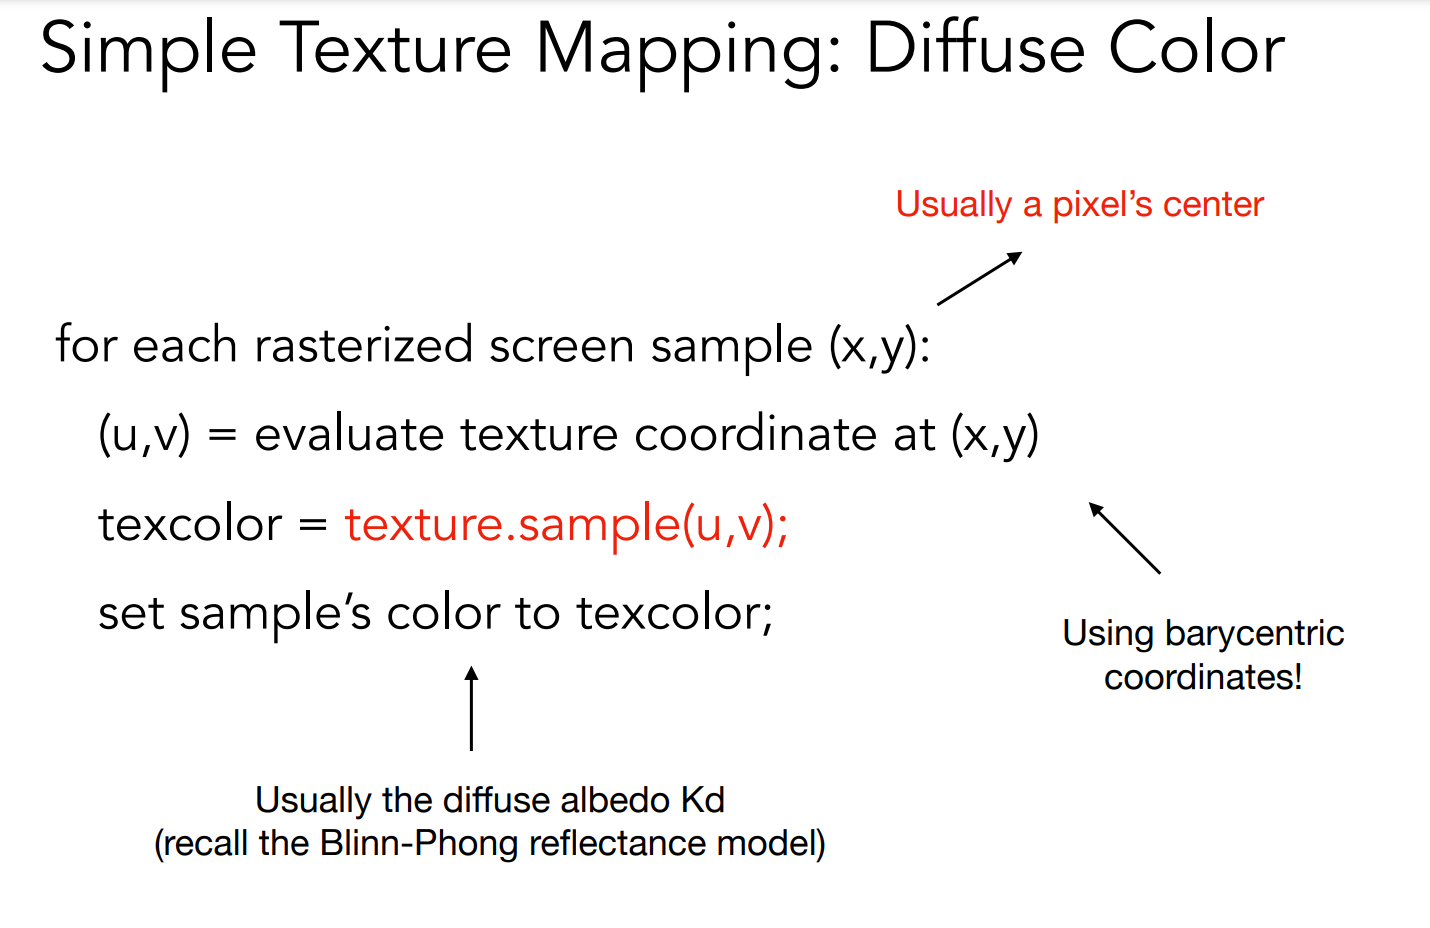 Simple Texture Mapping: Diffuse Color
Usually a pixel’s center
for each rasterized screen sample (x,y):
(u,v) = evaluate texture coordinate at (x,y)
texcolor = texture.sample(u,v);
set sample’s color to texcolor;
Using barycentric
coordinates!
Usually the diffuse albedo Kd
(recall the Blinn-Phong reflectance model)